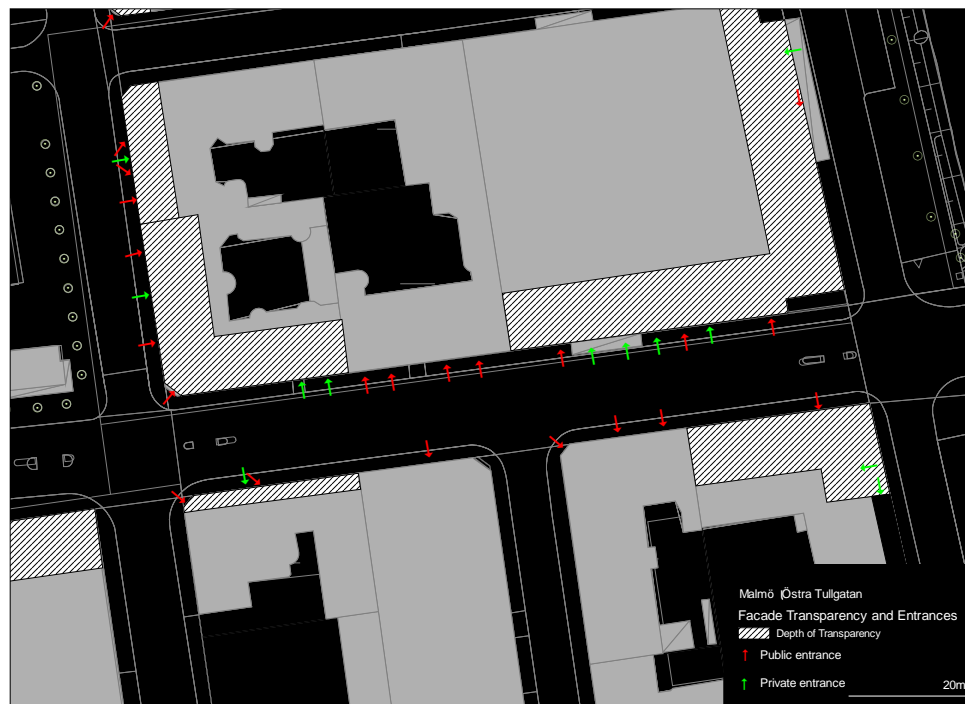 Malmö |Östra Tullgatan
Facade Transparency and Entrances
Depth of Transparency
Public entrance
Private entrance
20m